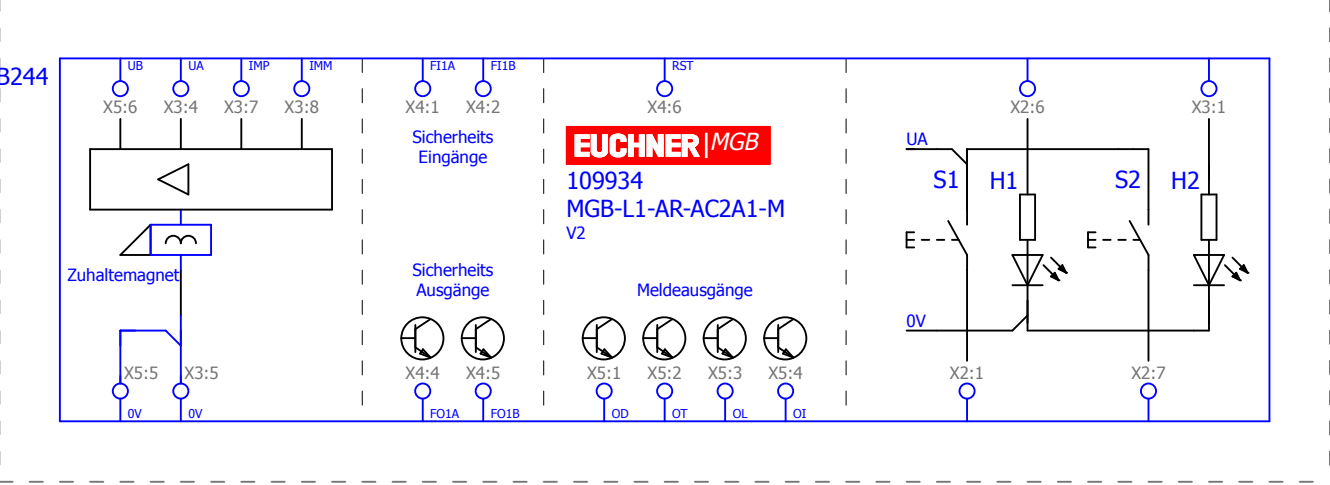 B244
UB UA IMP IMM FI1A FI1B RST
X5:6 X3:4 X3:7 X3:8 X4:1 X4:2 X4:6 X2:6 X3:1
Sicherheits
Eingänge
EUCHNER MGB
109934
MGB-L1-AR-AC2A1-M
V2
UA
S1 H1 S2 H2
Zuhaltemagnet
Sicherheits
Ausgänge
Meldeausgänge
0V
X5:5 X3:5 X4:4 X4:5 X5:1 X5:2 X5:3 X5:4 X2:1 X2:7
0V 0V FO1A FO1B OD OT OL OI